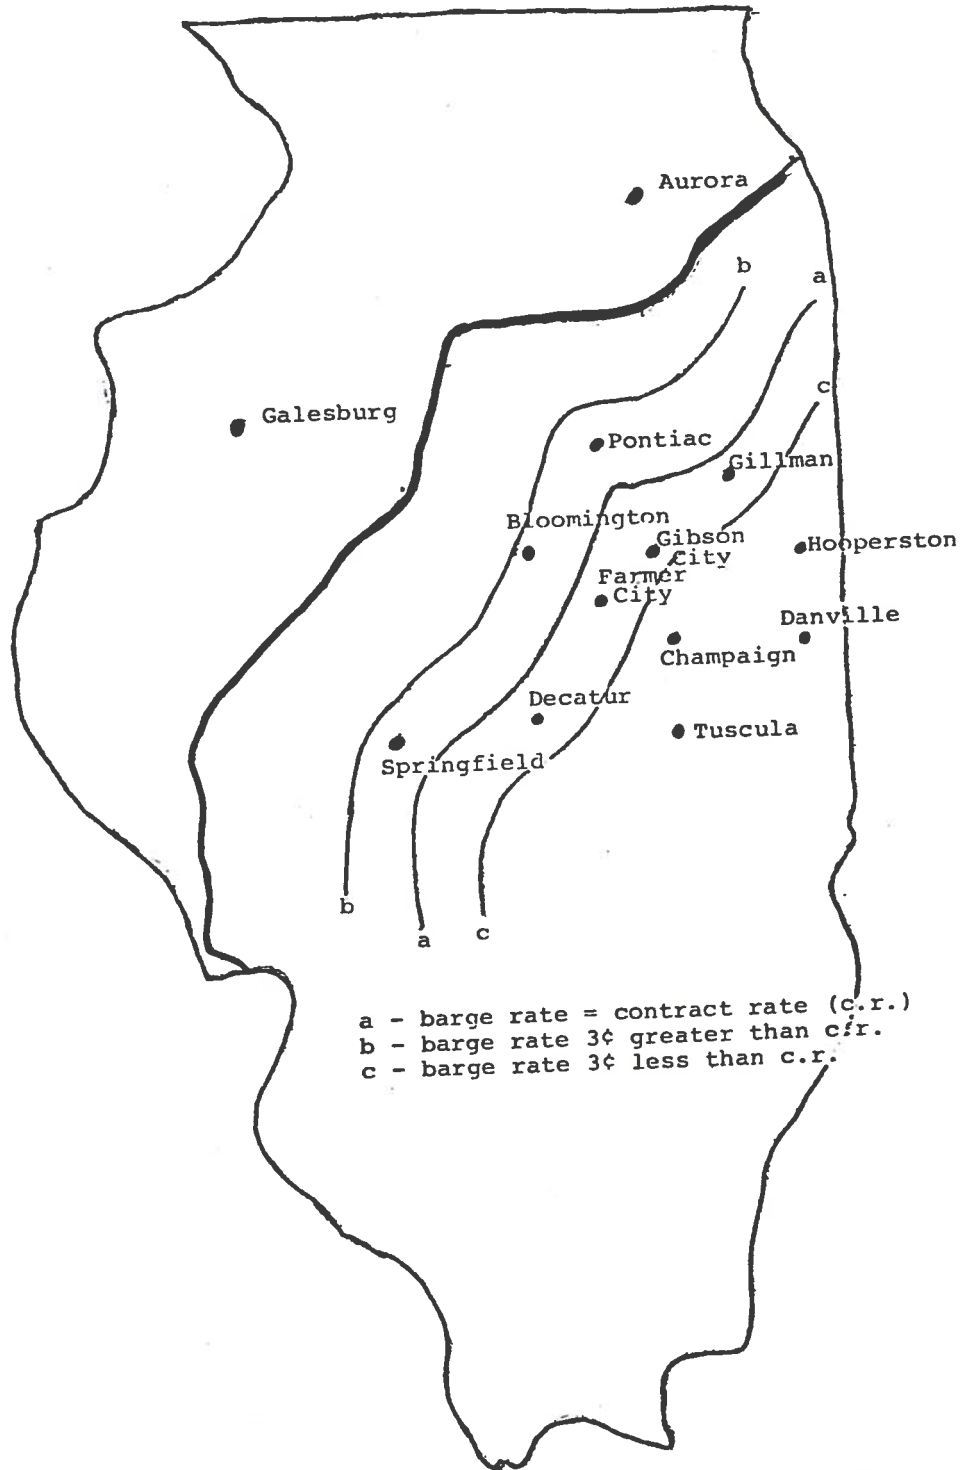 Aurora
b
a
c
Galesburg
Pontiac
Gillman
Bloomington
Gibson
City
Hooperston
Farmer
City
Danville
Champaign
Decatur
Tuscula
Springfield
b
a
c
a - barge rate = contract rate (c.r.)
b - barge rate 3¢ greater than c.r.
c - barge rate 3¢ less than c.r.